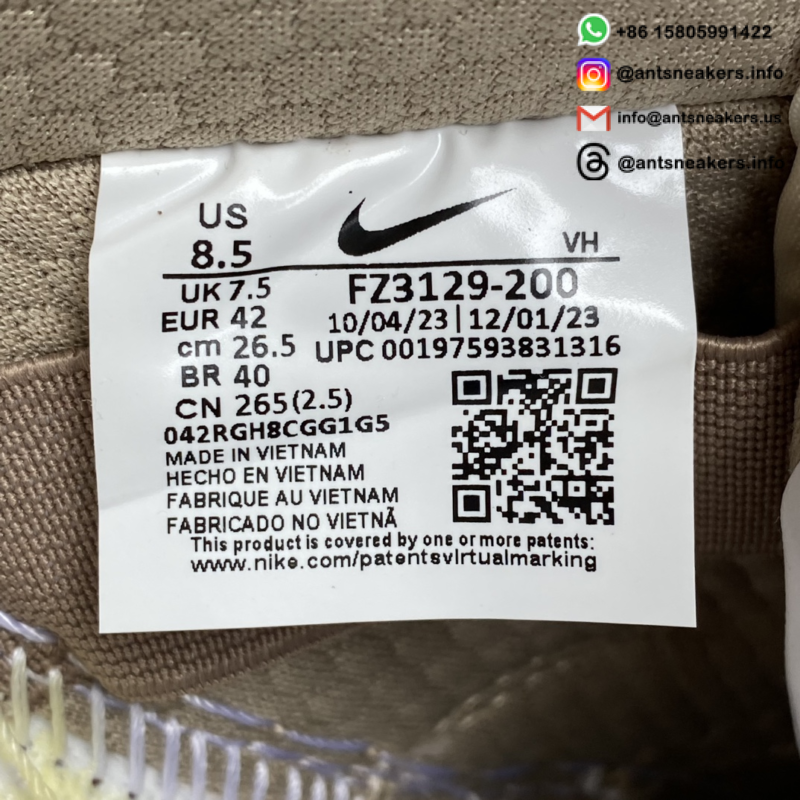 +86 15805991422
@antsneakers.info
info@antsneakers.us
@antsneakers.info
US
8.5
VH
UK 7.5
FZ3129-200
EUR 42
10/04/23|12/01/23
cm 26.5
UPC 00197593831316
BR 40
CN 265(2.5)
042RGH8CGG1G5
MADE IN VIETNAM
HECHO EN VIETNAM
FABRIQUE AU VIETNAM
FABRICADO NO VIETNÃ
This product is covered by one or more patents:
www.nike.com/patentsvirtualmarking